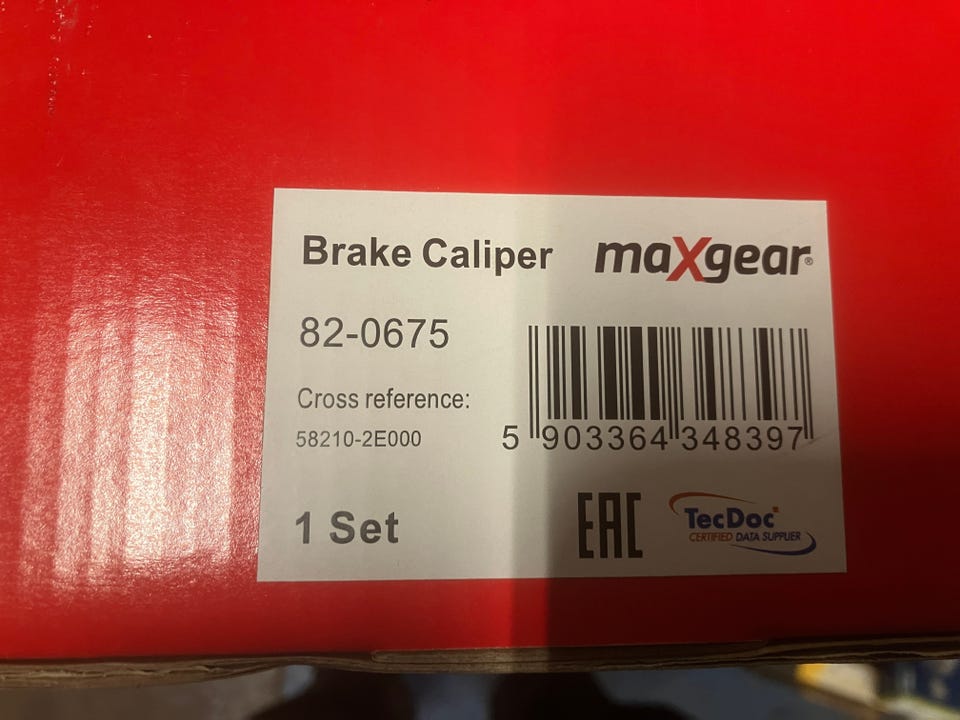 Brake Caliper
maXgear®
82-0675
Cross reference:
58210-2E000
5 903364 348397
1 Set
EAC
TecDoc
CERTIFIED DATA SUPPLIER